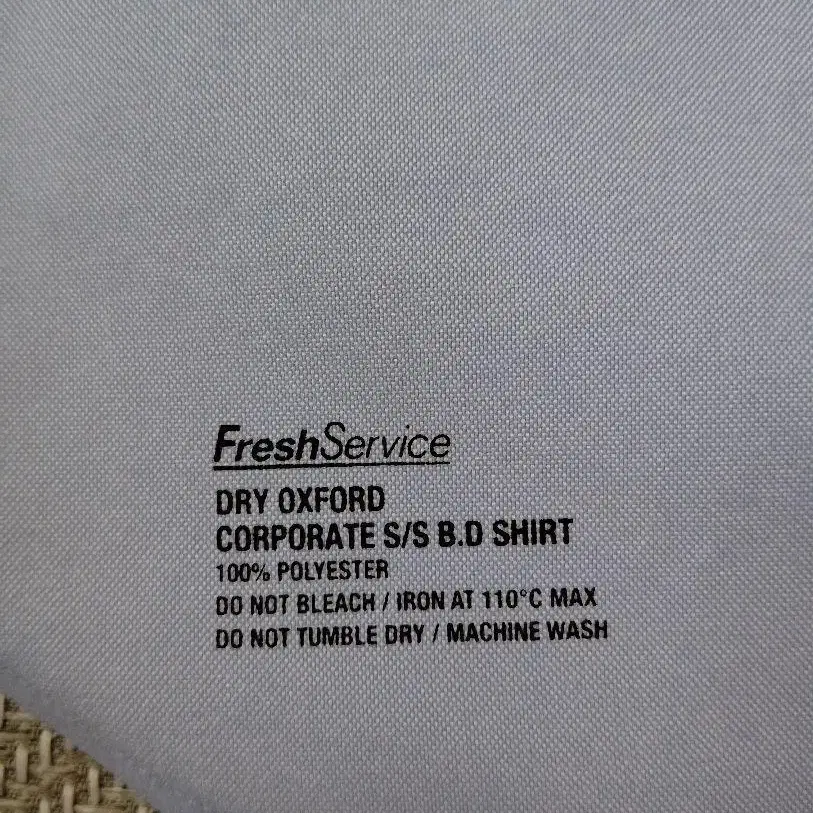 FreshService
DRY OXFORD
CORPORATE S/S B.D SHIRT
100% POLYESTER
DO NOT BLEACH / IRON AT 110°C MAX
DO NOT TUMBLE DRY / MACHINE WASH